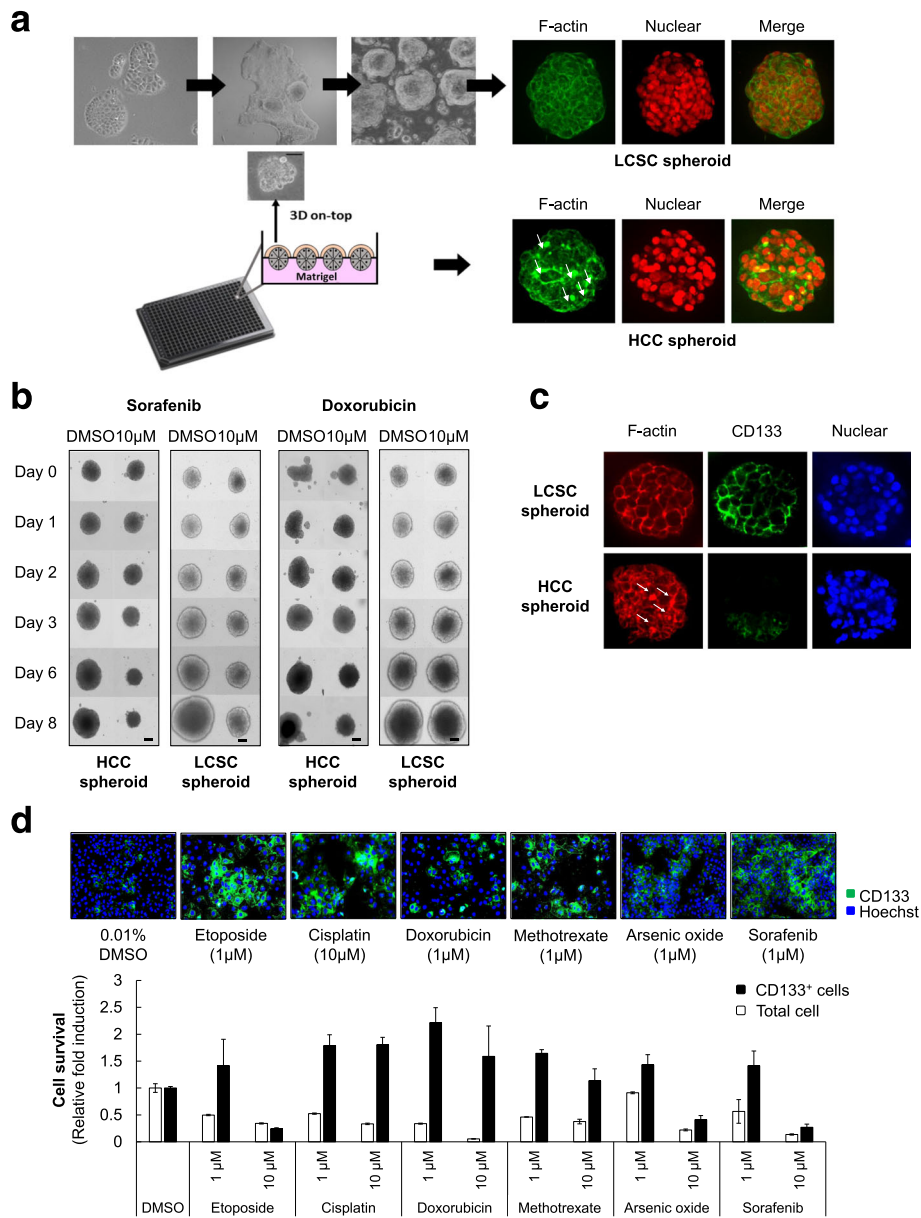 a
F-actin Nuclear Merge
LCSC spheroid
3D on-top
Matrigel
F-actin Nuclear Merge
HCC spheroid
b
Sorafenib Doxorubicin
DMSO10µM DMSO10µM DMSO10µM DMSO10µM
Day 0
Day 1
Day 2
Day 3
Day 6
Day 8
HCC spheroid
LCSC spheroid
HCC spheroid
LCSC spheroid
c
F-actin CD133 Nuclear
LCSC spheroid
HCC spheroid
d
CD133
Hoechst
0.01% DMSO
Etoposide (1µM)
Cisplatin (10µM)
Doxorubicin (1µM)
Methotrexate (1µM)
Arsenic oxide (1µM)
Sorafenib (1µM)
Cell survival
(Relative fold induction)
3
2.5
2
1.5
1
0.5
0
CD133+ cells
Total cell
1 µM 10 µM 1 µM 10 µM 1 µM 10 µM 1 µM 10 µM 1 µM 10 µM 1 µM 10 µM
DMSO Etoposide Cisplatin Doxorubicin Methotrexate Arsenic oxide Sorafenib